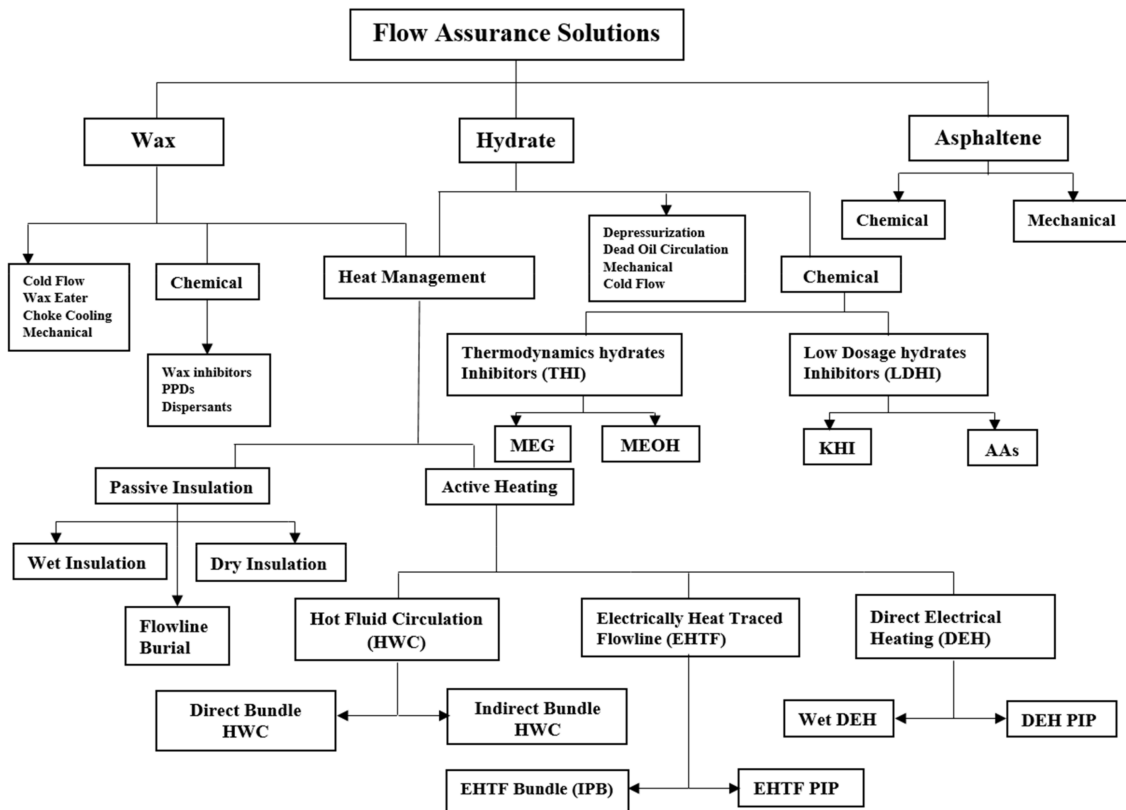 Flow Assurance Solutions
Wax
Hydrate
Asphaltene
Chemical
Mechanical
Cold Flow
Wax Eater
Choke Cooling
Mechanical
Chemical
Heat Management
Depressurization
Dead Oil Circulation
Mechanical
Cold Flow
Chemical
Wax inhibitors
PPDs
Dispersants
Thermodynamics hydrates
Inhibitors (THI)
Low Dosage hydrates
Inhibitors (LDHI)
MEG
MEOH
KHI
AAs
Passive Insulation
Active Heating
Wet Insulation
Dry Insulation
Flowline
Burial
Hot Fluid Circulation
(HWC)
Electrically Heat Traced
Flowline (EHTF)
Direct Electrical
Heating (DEH)
Direct Bundle
HWC
Indirect Bundle
HWC
Wet DEH
DEH PIP
EHTF Bundle (IPB)
EHTF PIP